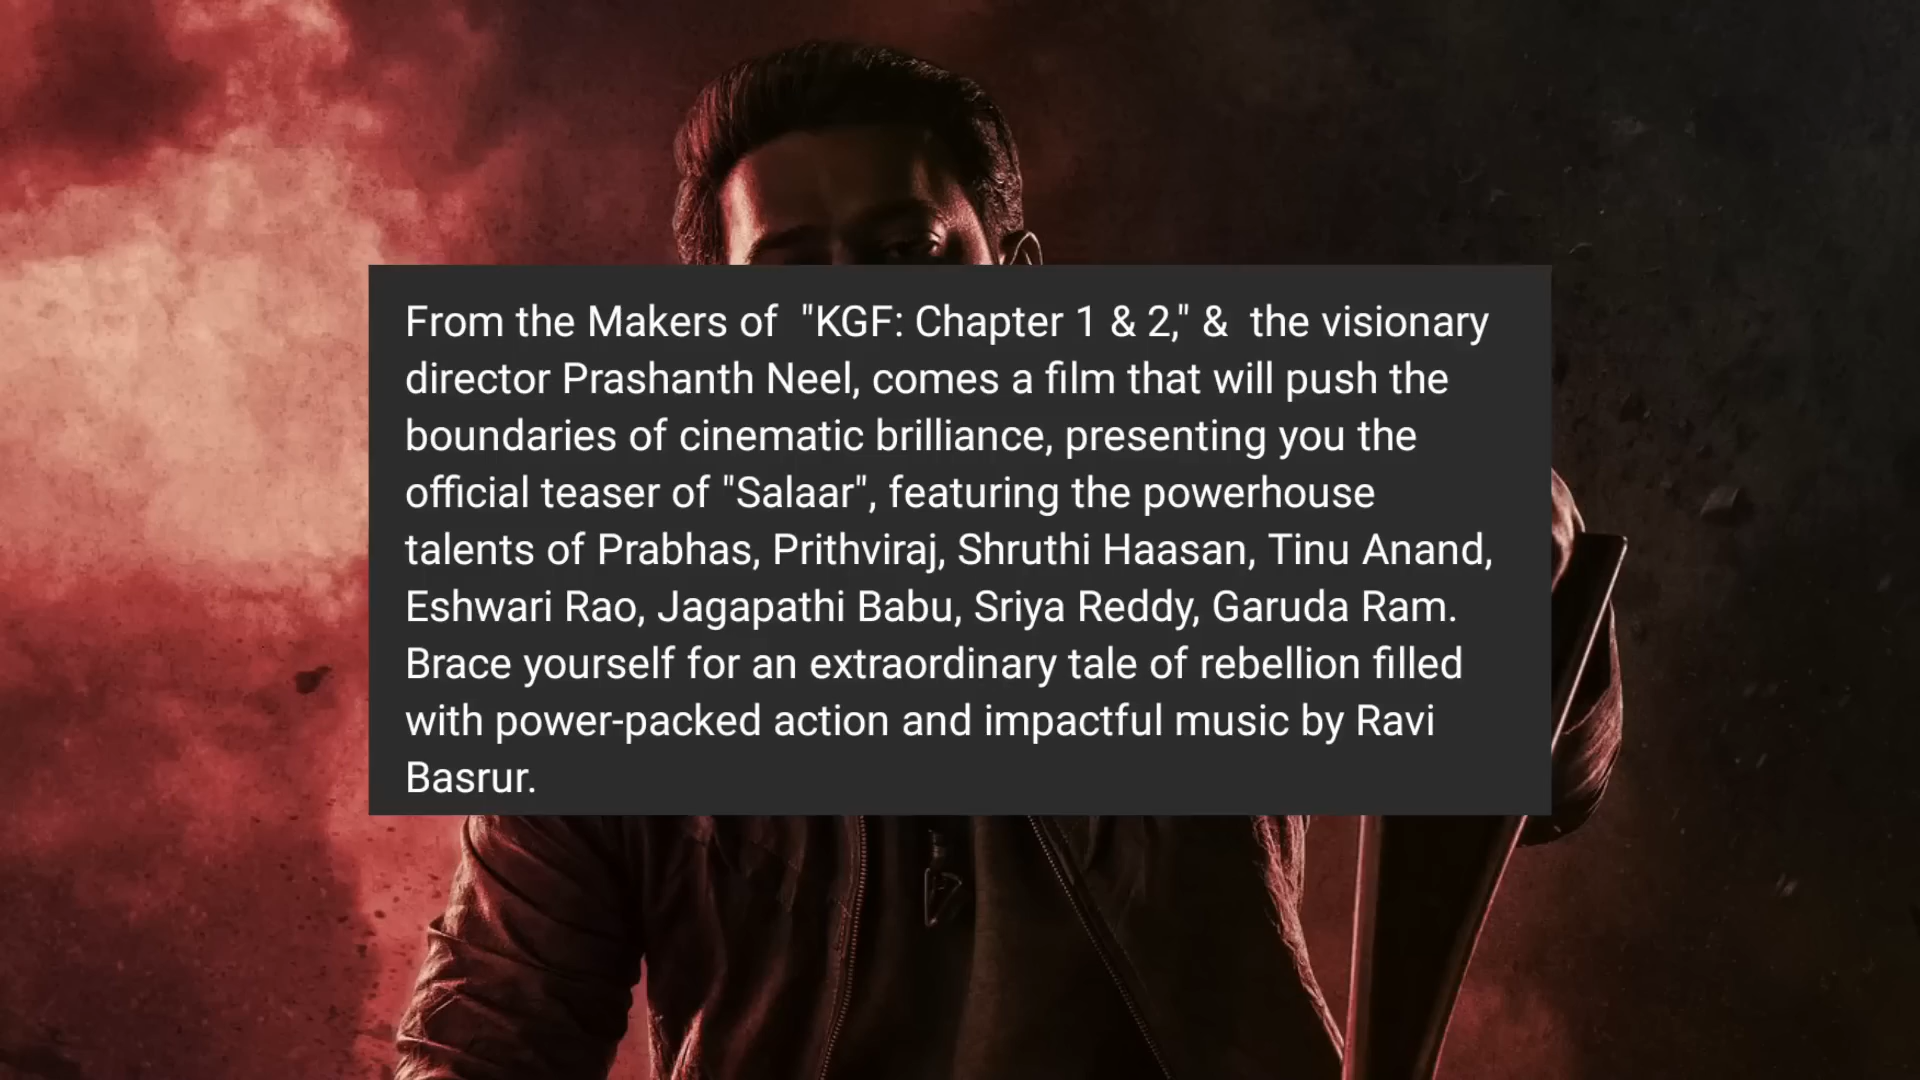 From the Makers of  "KGF: Chapter 1 & 2," &  the visionary
director Prashanth Neel, comes a film that will push the
boundaries of cinematic brilliance, presenting you the
official teaser of "Salaar", featuring the powerhouse
talents of Prabhas, Prithviraj, Shruthi Haasan, Tinu Anand,
Eshwari Rao, Jagapathi Babu, Sriya Reddy, Garuda Ram.
Brace yourself for an extraordinary tale of rebellion filled
with power-packed action and impactful music by Ravi
Basrur.